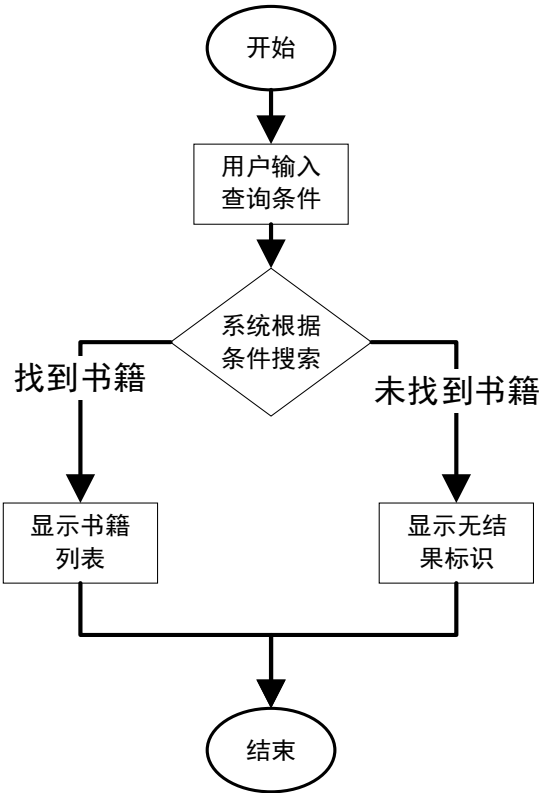 开始
用户输入
查询条件
系统根据
条件搜索
找到书籍
未找到书籍
显示书籍
列表
显示无结
果标识
结束